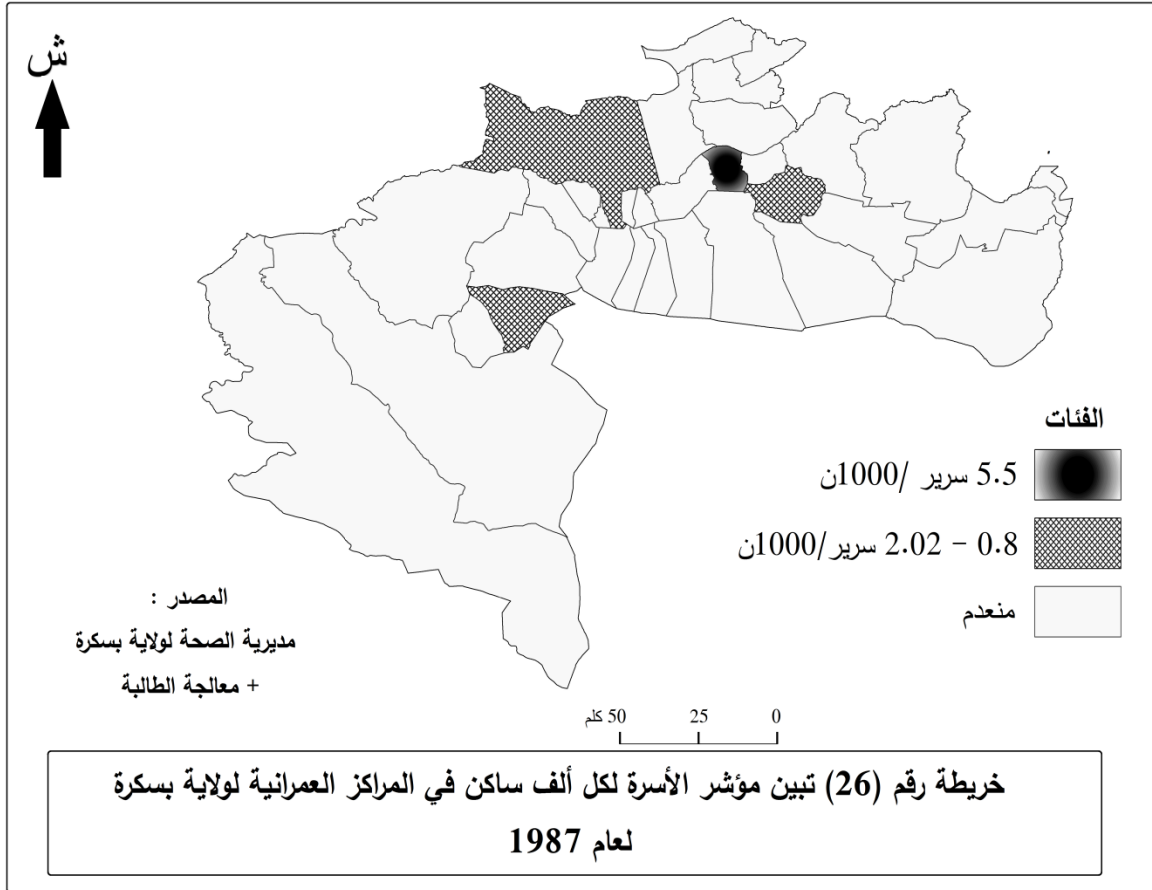 ش
الفئات
5.5 سرير /1000ن
0.8 - 2.02 سرير/1000ن
منعدم
المصدر :
مديرية الصحة لولاية بسكرة
+ معالجة الطالبة
0 25 50 كلم
خريطة رقم (26) تبين مؤشر الأسرة لكل ألف ساكن في المراكز العمرانية لولاية بسكرة
لعام 1987